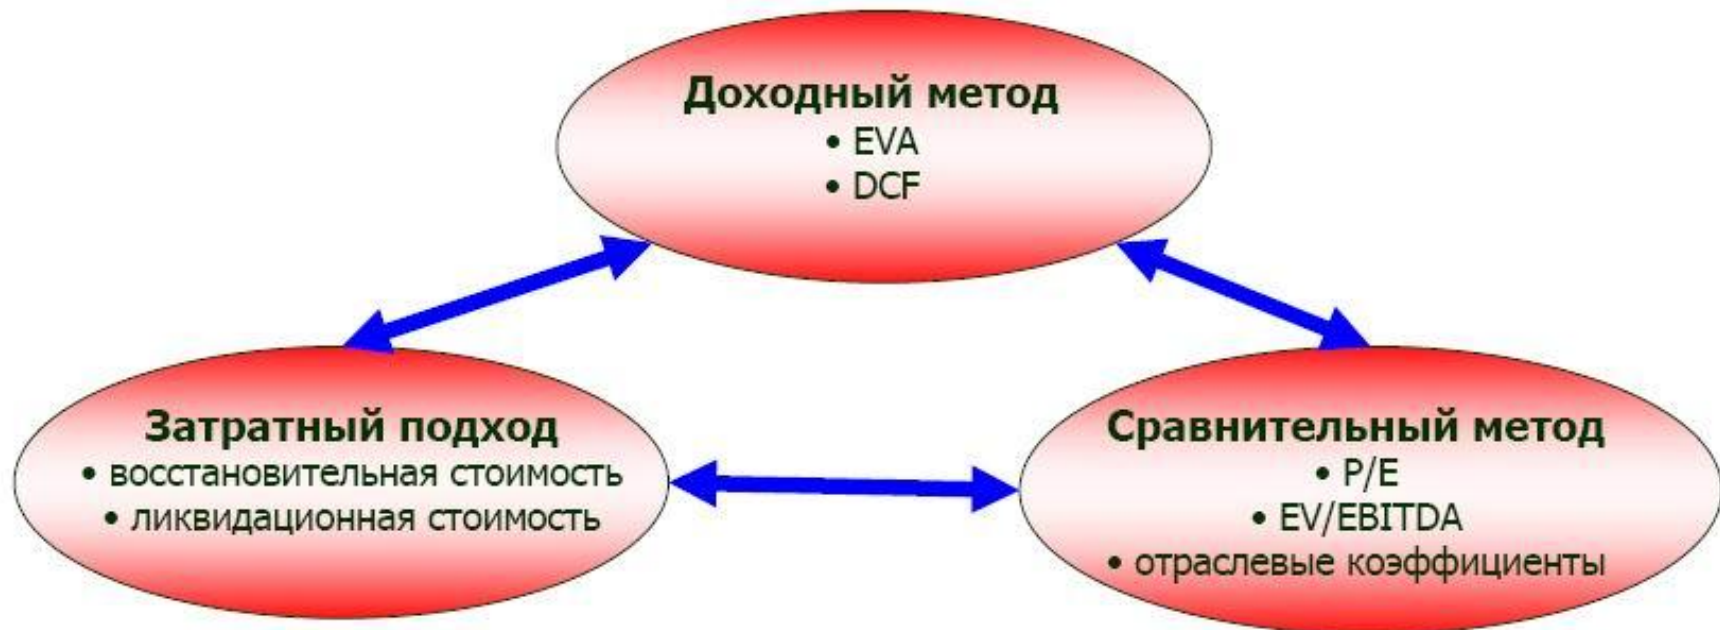 Доходный метод
• EVA
• DCF
Затратный подход
• восстановительная стоимость
• ликвидационная стоимость
Сравнительный метод
• P/E
• EV/EBITDA
• отраслевые коэффициенты